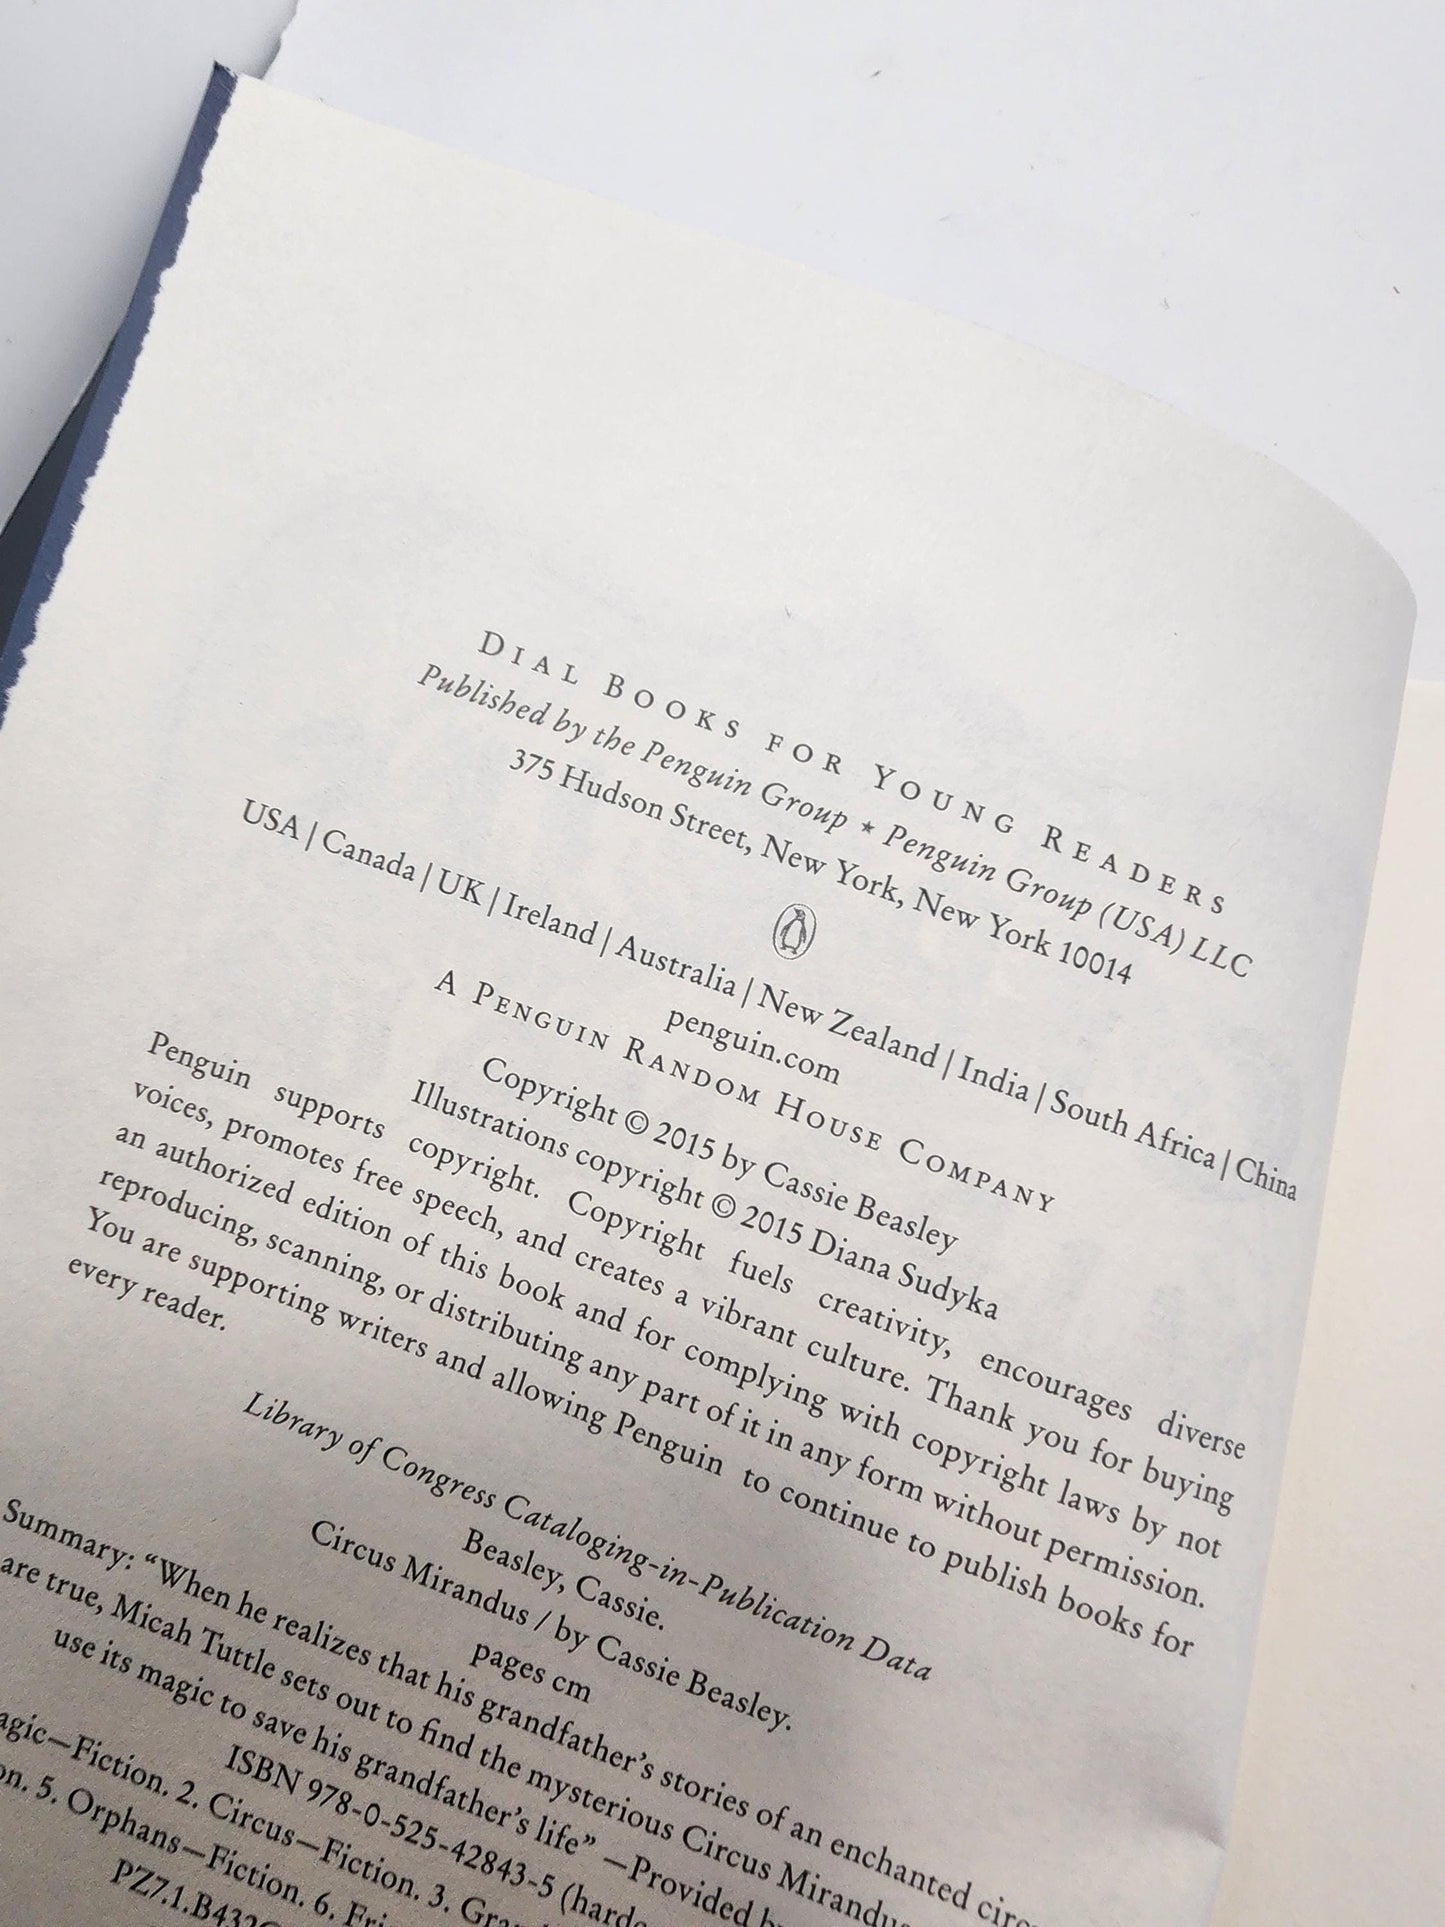 DIAL BOOKS FOR YOUNG READERS
Published by the Penguin Group ★ Penguin Group (USA) LLC
375 Hudson Street, New York, New York 10014
USA | Canada | UK | Ireland | Australia | New Zealand | India | South Africa | China
penguin.com
A PENGUIN RANDOM HOUSE COMPANY
Copyright © 2015 by Cassie Beasley
Illustrations copyright © 2015 Diana Sudyka
Penguin supports copyright. Copyright fuels creativity, encourages diverse
voices, promotes free speech, and creates a vibrant culture. Thank you for buying
an authorized edition of this book and for complying with copyright laws by not
reproducing, scanning, or distributing any part of it in any form without permission.
You are supporting writers and allowing Penguin to continue to publish books for
every reader.
Library of Congress Cataloging-in-Publication Data
Beasley, Cassie.
Circus Mirandus / by Cassie Beasley.
pages cm
Summary: “When he realizes that his grandfather’s stories of an enchanted
are true, Micah Tuttle sets out to find the mysterious Circus Mirandus
use its magic to save his grandfather’s life” —Provided
ISBN 978-0-525-42843-5
—Fiction. 2. Circus—Fiction. 3.
5. Orphans—Fiction. 6.